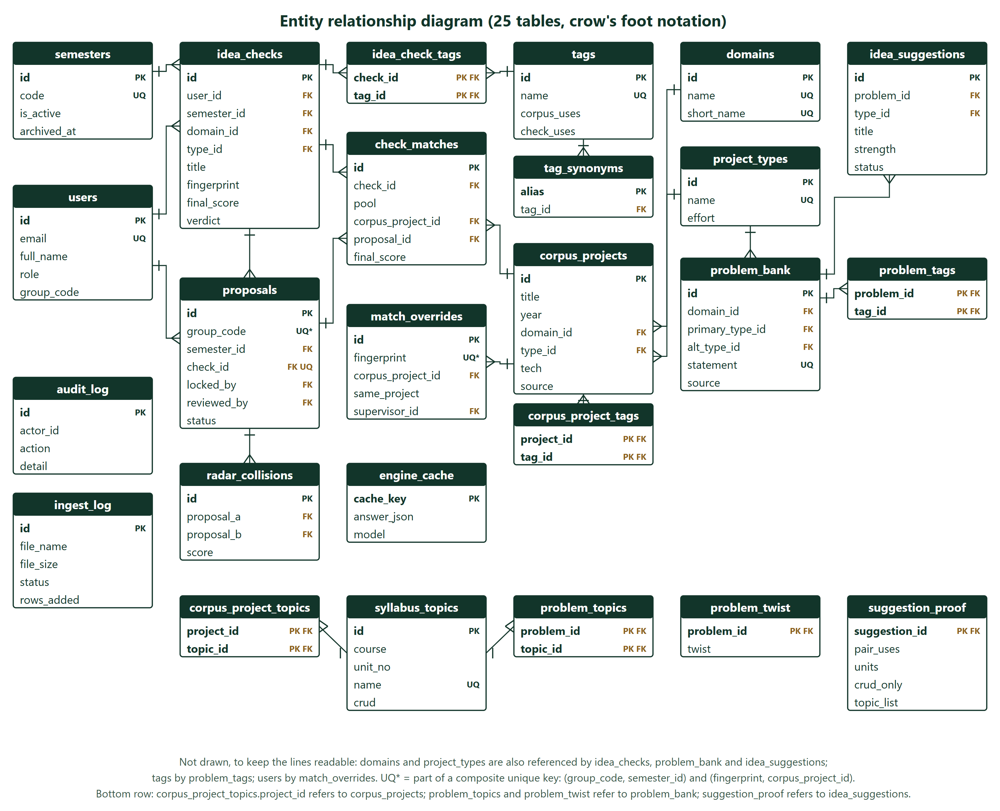 Entity relationship diagram (25 tables, crow's foot notation)
semesters
id PK
code UQ
is_active
archived_at
users
id PK
email UQ
full_name
role
group_code
audit_log
id PK
actor_id
action
detail
ingest_log
id PK
file_name
file_size
status
rows_added
idea_checks
id PK
user_id FK
semester_id FK
domain_id FK
type_id FK
title
fingerprint
final_score
verdict
proposals
id PK
group_code UQ*
semester_id FK
check_id FK UQ
locked_by FK
reviewed_by FK
status
radar_collisions
id PK
proposal_a FK
proposal_b FK
score
idea_check_tags
check_id PK FK
tag_id PK FK
check_matches
id PK
check_id FK
pool
corpus_project_id FK
proposal_id FK
final_score
match_overrides
id PK
fingerprint UQ*
corpus_project_id FK
same_project
supervisor_id FK
engine_cache
cache_key PK
answer_json
model
tags
id PK
name UQ
corpus_uses
check_uses
tag_synonyms
alias PK
tag_id FK
corpus_projects
id PK
title
year
domain_id FK
type_id FK
tech
source
corpus_project_tags
project_id PK FK
tag_id PK FK
domains
id PK
name UQ
short_name UQ
project_types
id PK
name UQ
effort
problem_bank
id PK
domain_id FK
primary_type_id FK
alt_type_id FK
statement UQ
source
idea_suggestions
id PK
problem_id FK
type_id FK
title
strength
status
problem_tags
problem_id PK FK
tag_id PK FK
corpus_project_topics
project_id PK FK
topic_id PK FK
syllabus_topics
id PK
course
unit_no
name UQ
crud
problem_topics
problem_id PK FK
topic_id PK FK
problem_twist
problem_id PK FK
twist
suggestion_proof
suggestion_id PK FK
pair_uses
units
crud_only
topic_list
Not drawn, to keep the lines readable: domains and project_types are also referenced by idea_checks, problem_bank and idea_suggestions;
tags by problem_tags; users by match_overrides. UQ* = part of a composite unique key: (group_code, semester_id) and (fingerprint, corpus_project_id).
Bottom row: corpus_project_topics.project_id refers to corpus_projects; problem_topics and problem_twist refer to problem_bank; suggestion_proof refers to idea_suggestions.